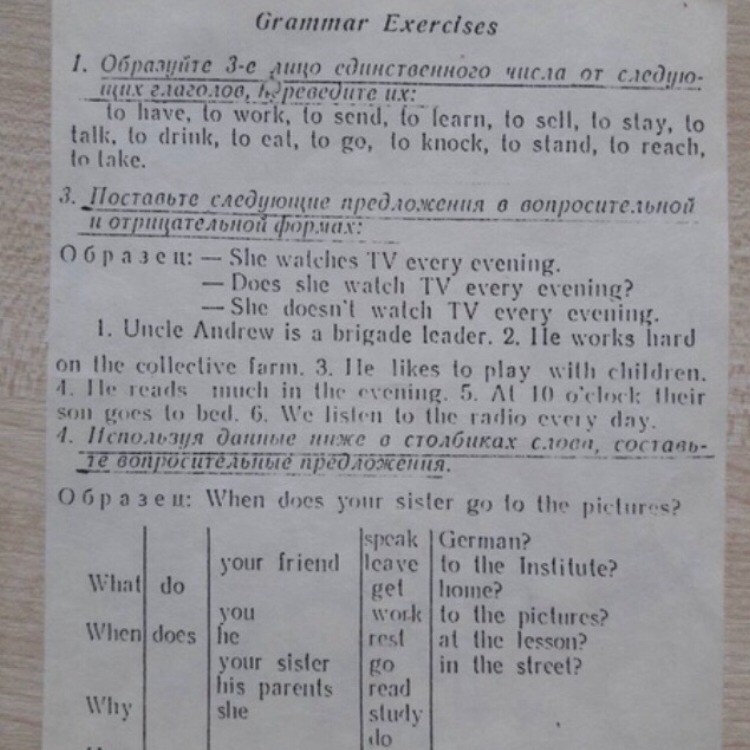 Grammar Exercises
1. Образуйте 3-е лицо единственного числа от следую-
щих глаголов, переведите их:
to have, to work, to send, to learn, to sell, to stay, to
talk, to drink, to eat, to go, to knock, to stand, to reach,
to take.
3. Поставьте следующие предложения в вопросительной
и отрицательной формах:
Образец: — She watches TV every evening.
— Does she watch TV every evening?
— She doesn't watch TV every evening.
1. Uncle Andrew is a brigade leader. 2. He works hard
on the collective farm. 3. He likes to play with children.
4. He reads much in the evening. 5. At 10 o'clock their
son goes to bed. 6. We listen to the radio every day.
4. Используя данные ниже в столбиках слова, составь-
те вопросительные предложения.
Образец: When does your sister go to the pictures?
speak German?
your friend leave to the Institute?
What do get home?
you work to the pictures?
When does he rest at the lesson?
your sister go in the street?
his parents read
Why she study
do